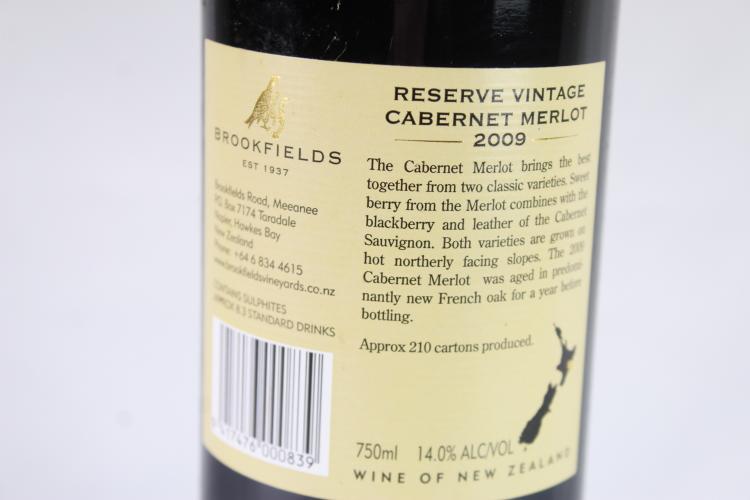 BROOKFIELDS
EST 1937
Brookfields Road, Meeanee
P.O. Box 7174 Taradale
Napier, Hawkes Bay
New Zealand
Phone: +64 6 834 4615
www.brookfieldsvineyards.co.nz
CONTAINS SULPHITES
APPROX 8.3 STANDARD DRINKS
9 417476 000839
RESERVE VINTAGE
CABERNET MERLOT
2009
The Cabernet Merlot brings the best
together from two classic varieties. Sweet
berry from the Merlot combines with the
blackberry and leather of the Cabernet
Sauvignon. Both varieties are grown on
hot northerly facing slopes. The 2009
Cabernet Merlot was aged in predomi-
nantly new French oak for a year before
bottling.
Approx 210 cartons produced.
750ml 14.0% ALC/VOL
WINE OF NEW ZEALAND